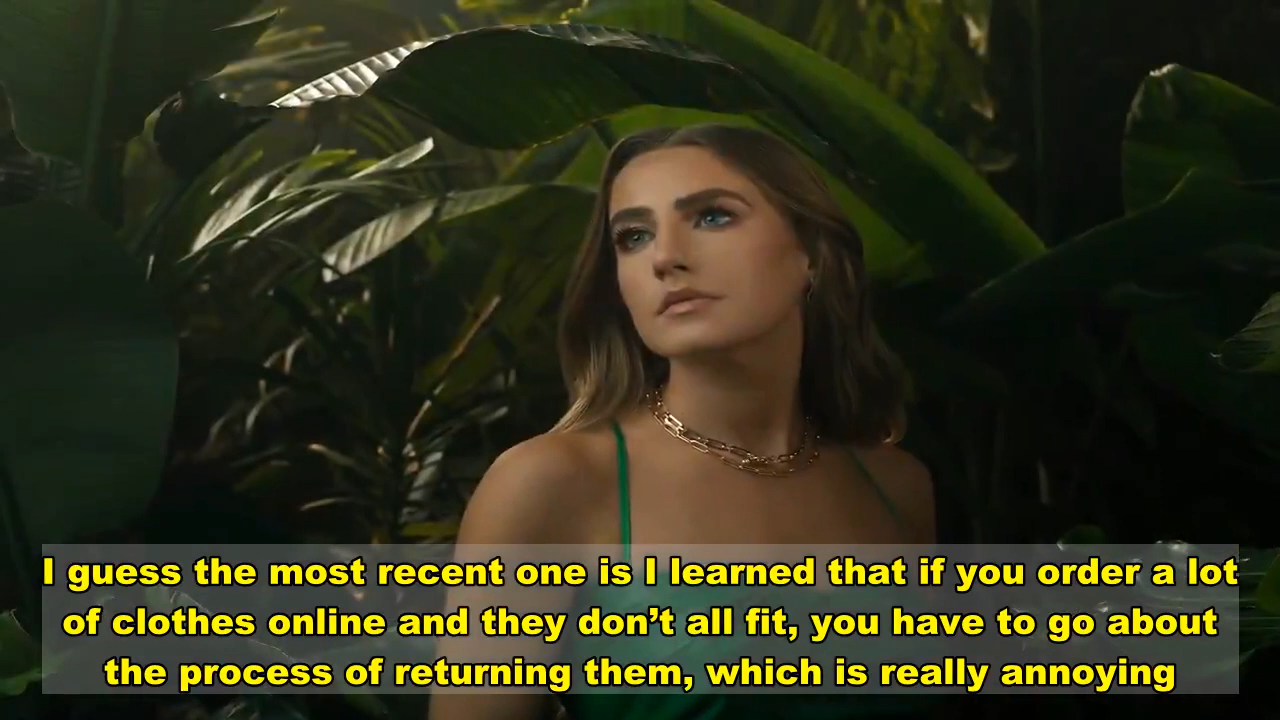 I guess the most recent one is I learned that if you order a lot
of clothes online and they don’t all fit, you have to go about
the process of returning them, which is really annoying